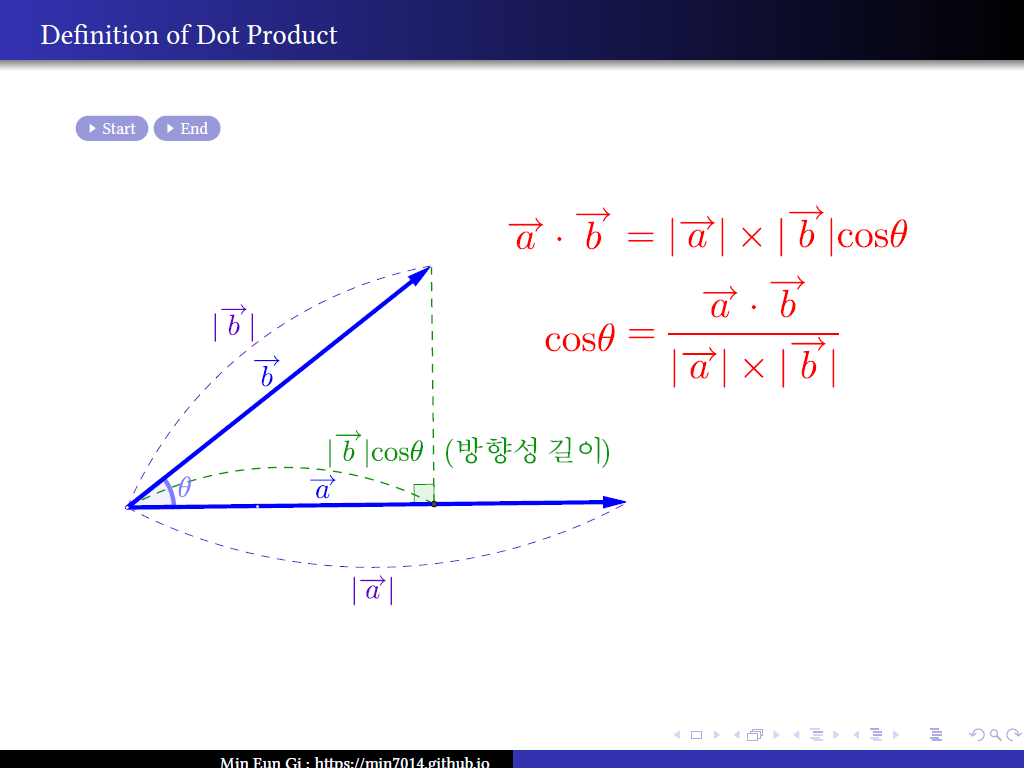 Definition of Dot Product
Start End
$\overrightarrow{a} \cdot \overrightarrow{b} = |\overrightarrow{a}| \times |\overrightarrow{b}| \cos\theta$
$\cos\theta = \frac{\overrightarrow{a} \cdot \overrightarrow{b}}{|\overrightarrow{a}| \times |\overrightarrow{b}|}$
$|\overrightarrow{b}|$
$\overrightarrow{b}$
$|\overrightarrow{b}|\cos\theta$ (방향성 길이)
$\theta$
$\overrightarrow{a}$
$|\overrightarrow{a}|$
Min Eun Gi : https://min7014.github.io